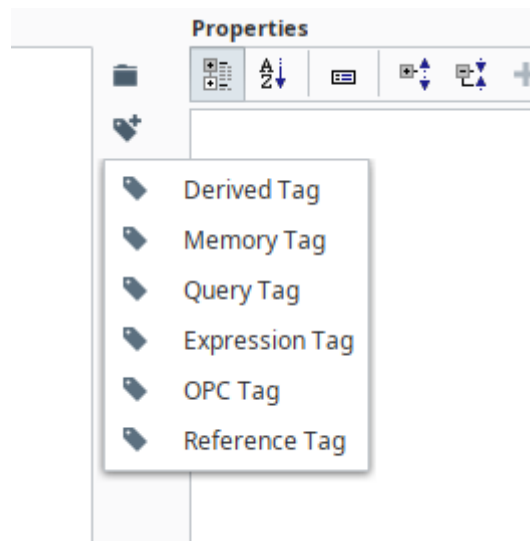 Properties
Derived Tag
Memory Tag
Query Tag
Expression Tag
OPC Tag
Reference Tag